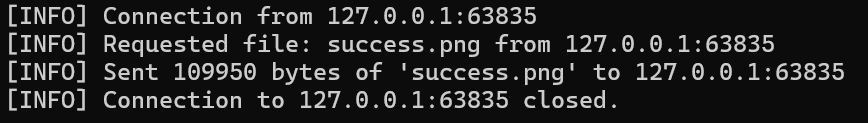 [INFO] Connection from 127.0.0.1:63835
[INFO] Requested file: success.png from 127.0.0.1:63835
[INFO] Sent 109950 bytes of 'success.png' to 127.0.0.1:63835
[INFO] Connection to 127.0.0.1:63835 closed.